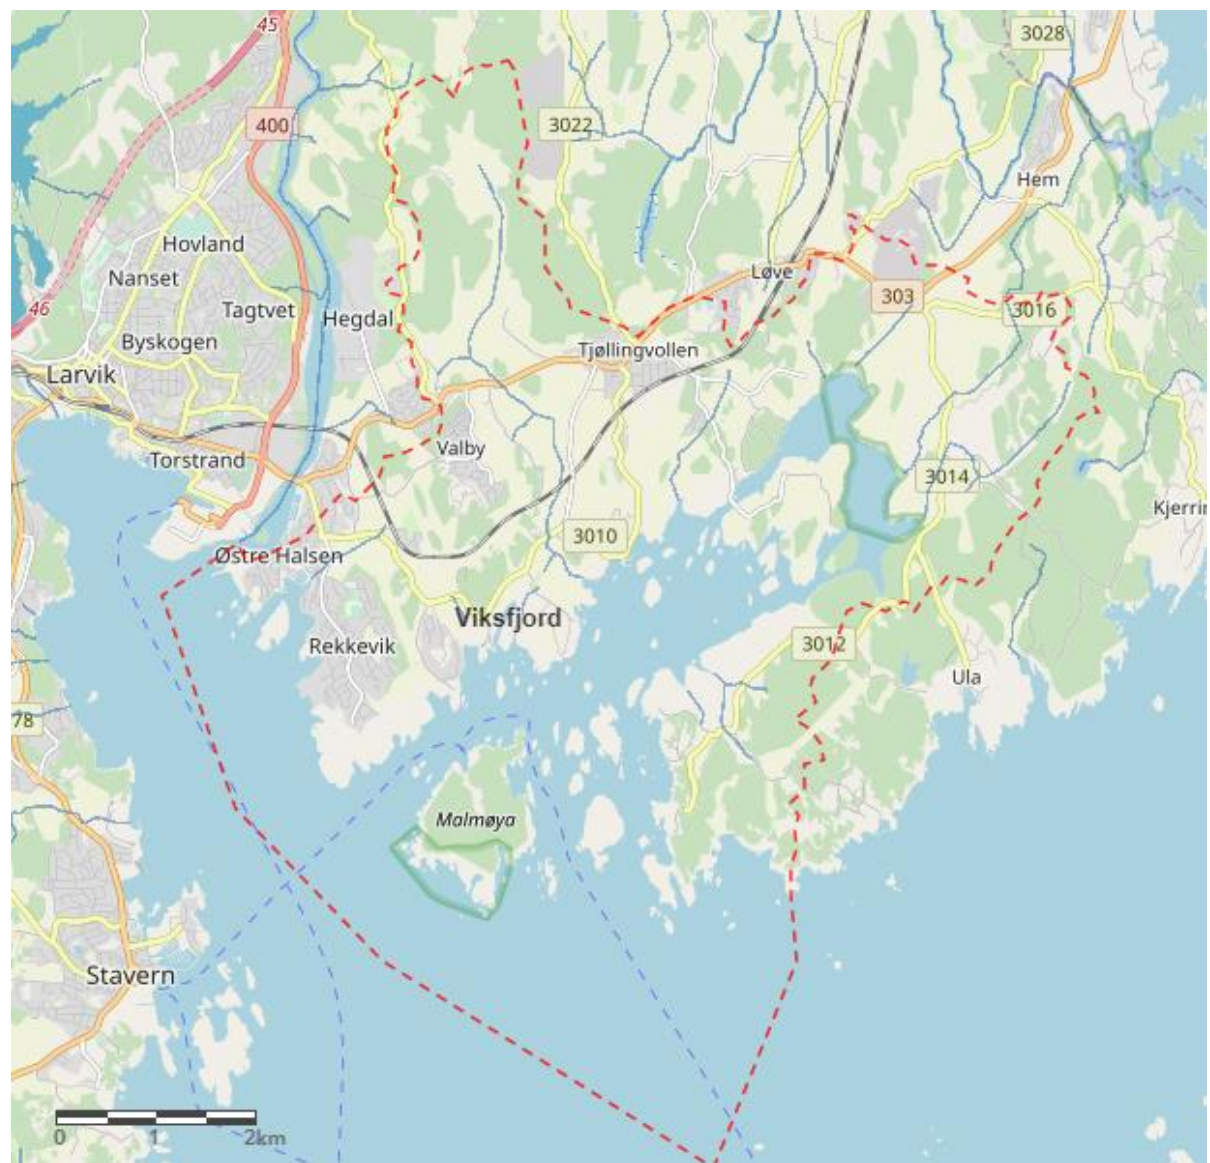 45
3028
400
3022
Hem
Hovland
Nanset
Løve
46
Tagtvet
Hegdal
303
3016
Byskogen
Tjøllingvollen
Larvik
Valby
Torstrand
3014
Kjerrin
Østre Halsen
3010
Viksfjord
Rekkevik
3012
Ula
78
Malmøya
Stavern
0 1 2km